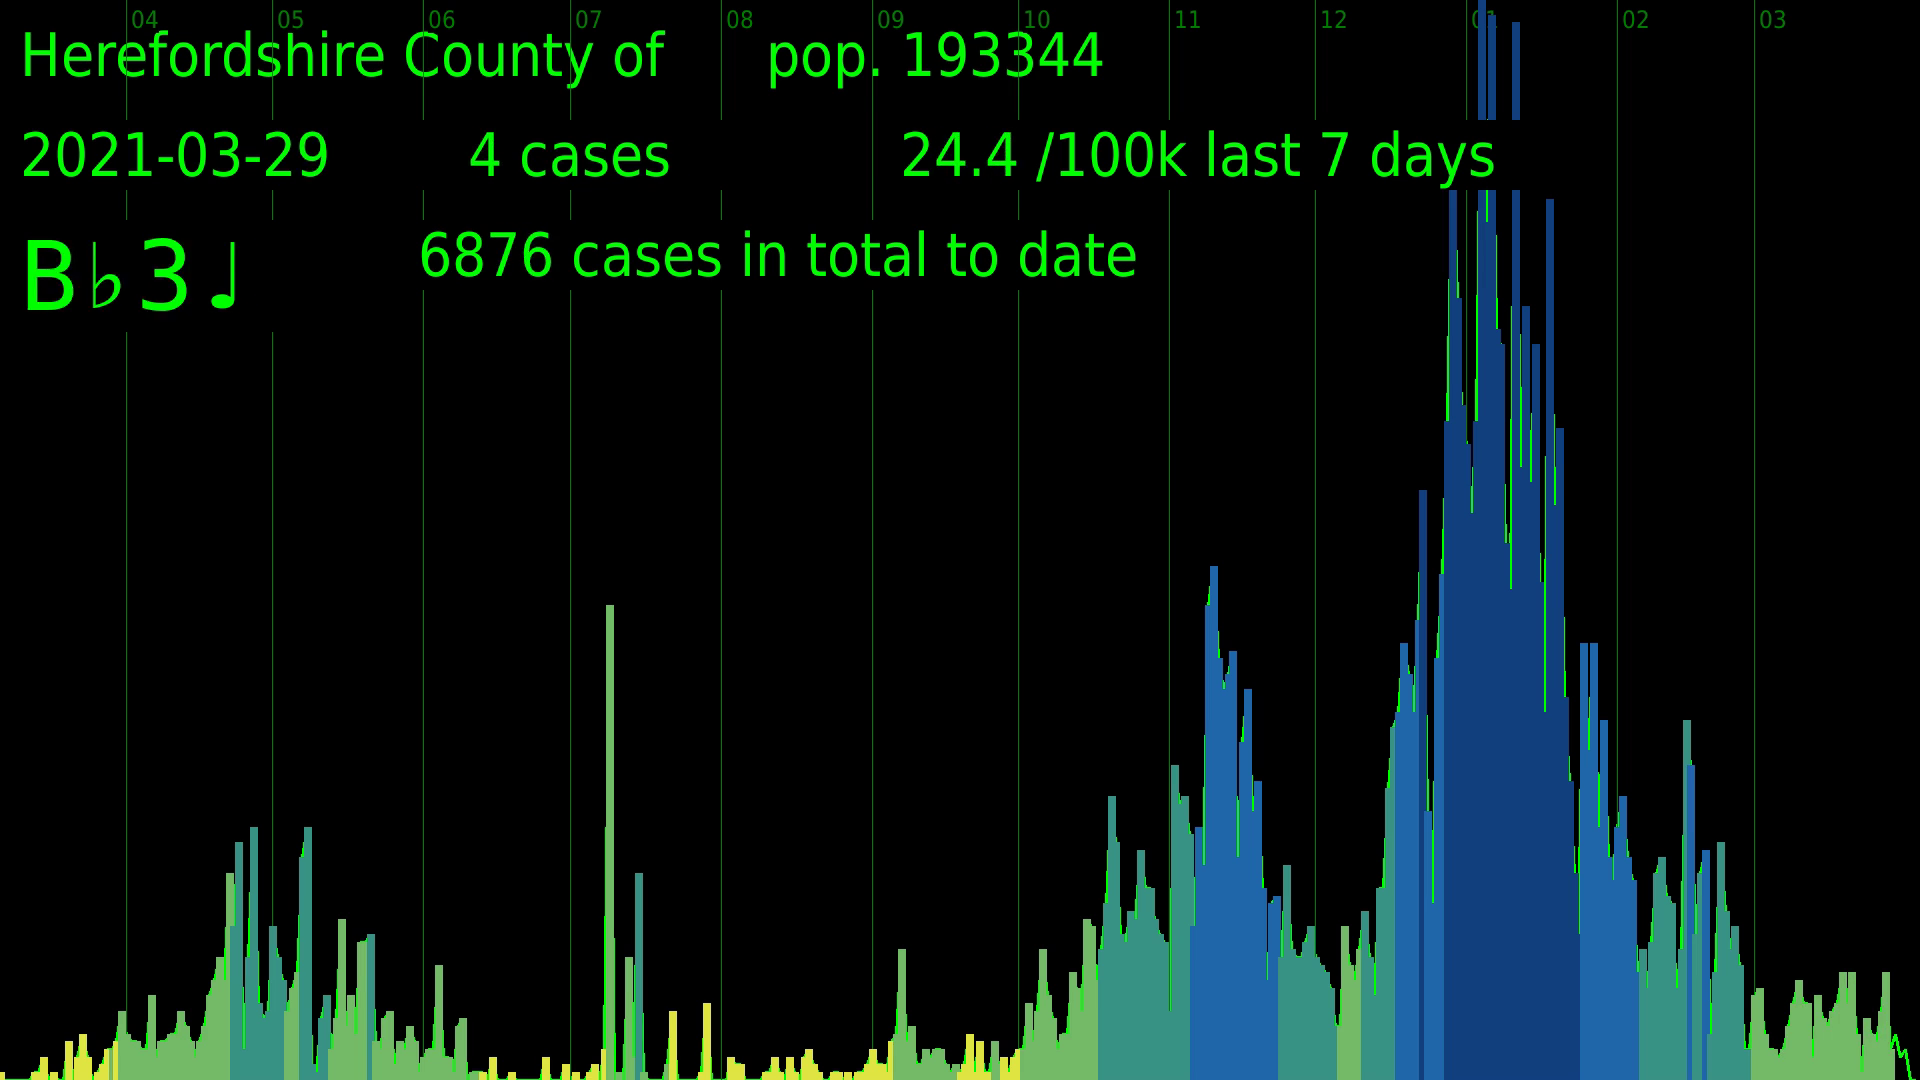 04 05 06 07 08 09 10 11 12 01 02 03
Herefordshire County of pop. 193344
2021-03-29 4 cases 24.4 /100k last 7 days
B♭3♩ 6876 cases in total to date